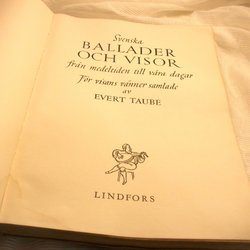 Svenska
BALLADER
OCH VISOR
från medeltiden till våra dagar
För visans vänner samlade
av
EVERT TAUBE
LINDFORS